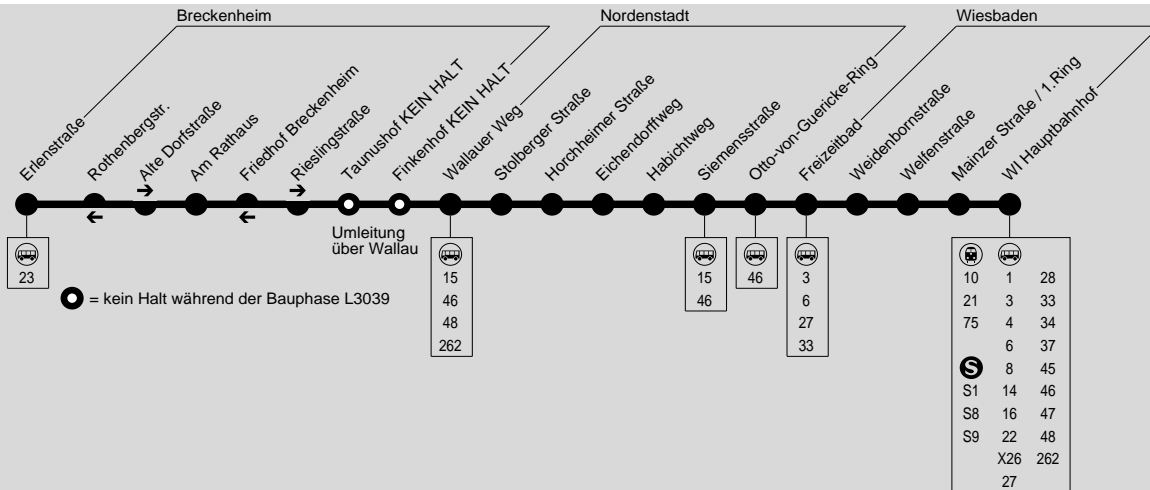 Breckenheim
Nordenstadt
Wiesbaden
Erlenstraße
Rothenbergstr.
Alte Dorfstraße
Am Rathaus
Friedhof Breckenheim
Rieslingstraße
Taunushof KEIN HALT
Finkenhof KEIN HALT
Wallauer Weg
Stolberger Straße
Horchheimer Straße
Eichendorffweg
Habichtweg
Siemensstraße
Otto-von-Guericke-Ring
Freizeitbad
Weidenbornstraße
Welfenstraße
Mainzer Straße / 1.Ring
WI Hauptbahnhof
Umleitung
über Wallau
= kein Halt während der Bauphase L3039
23
15
46
48
262
15
46
46
3
6
27
33
10 1 28
21 3 33
75 4 34
6 37
S 8 45
S1 14 46
S8 16 47
S9 22 48
X26 262
27